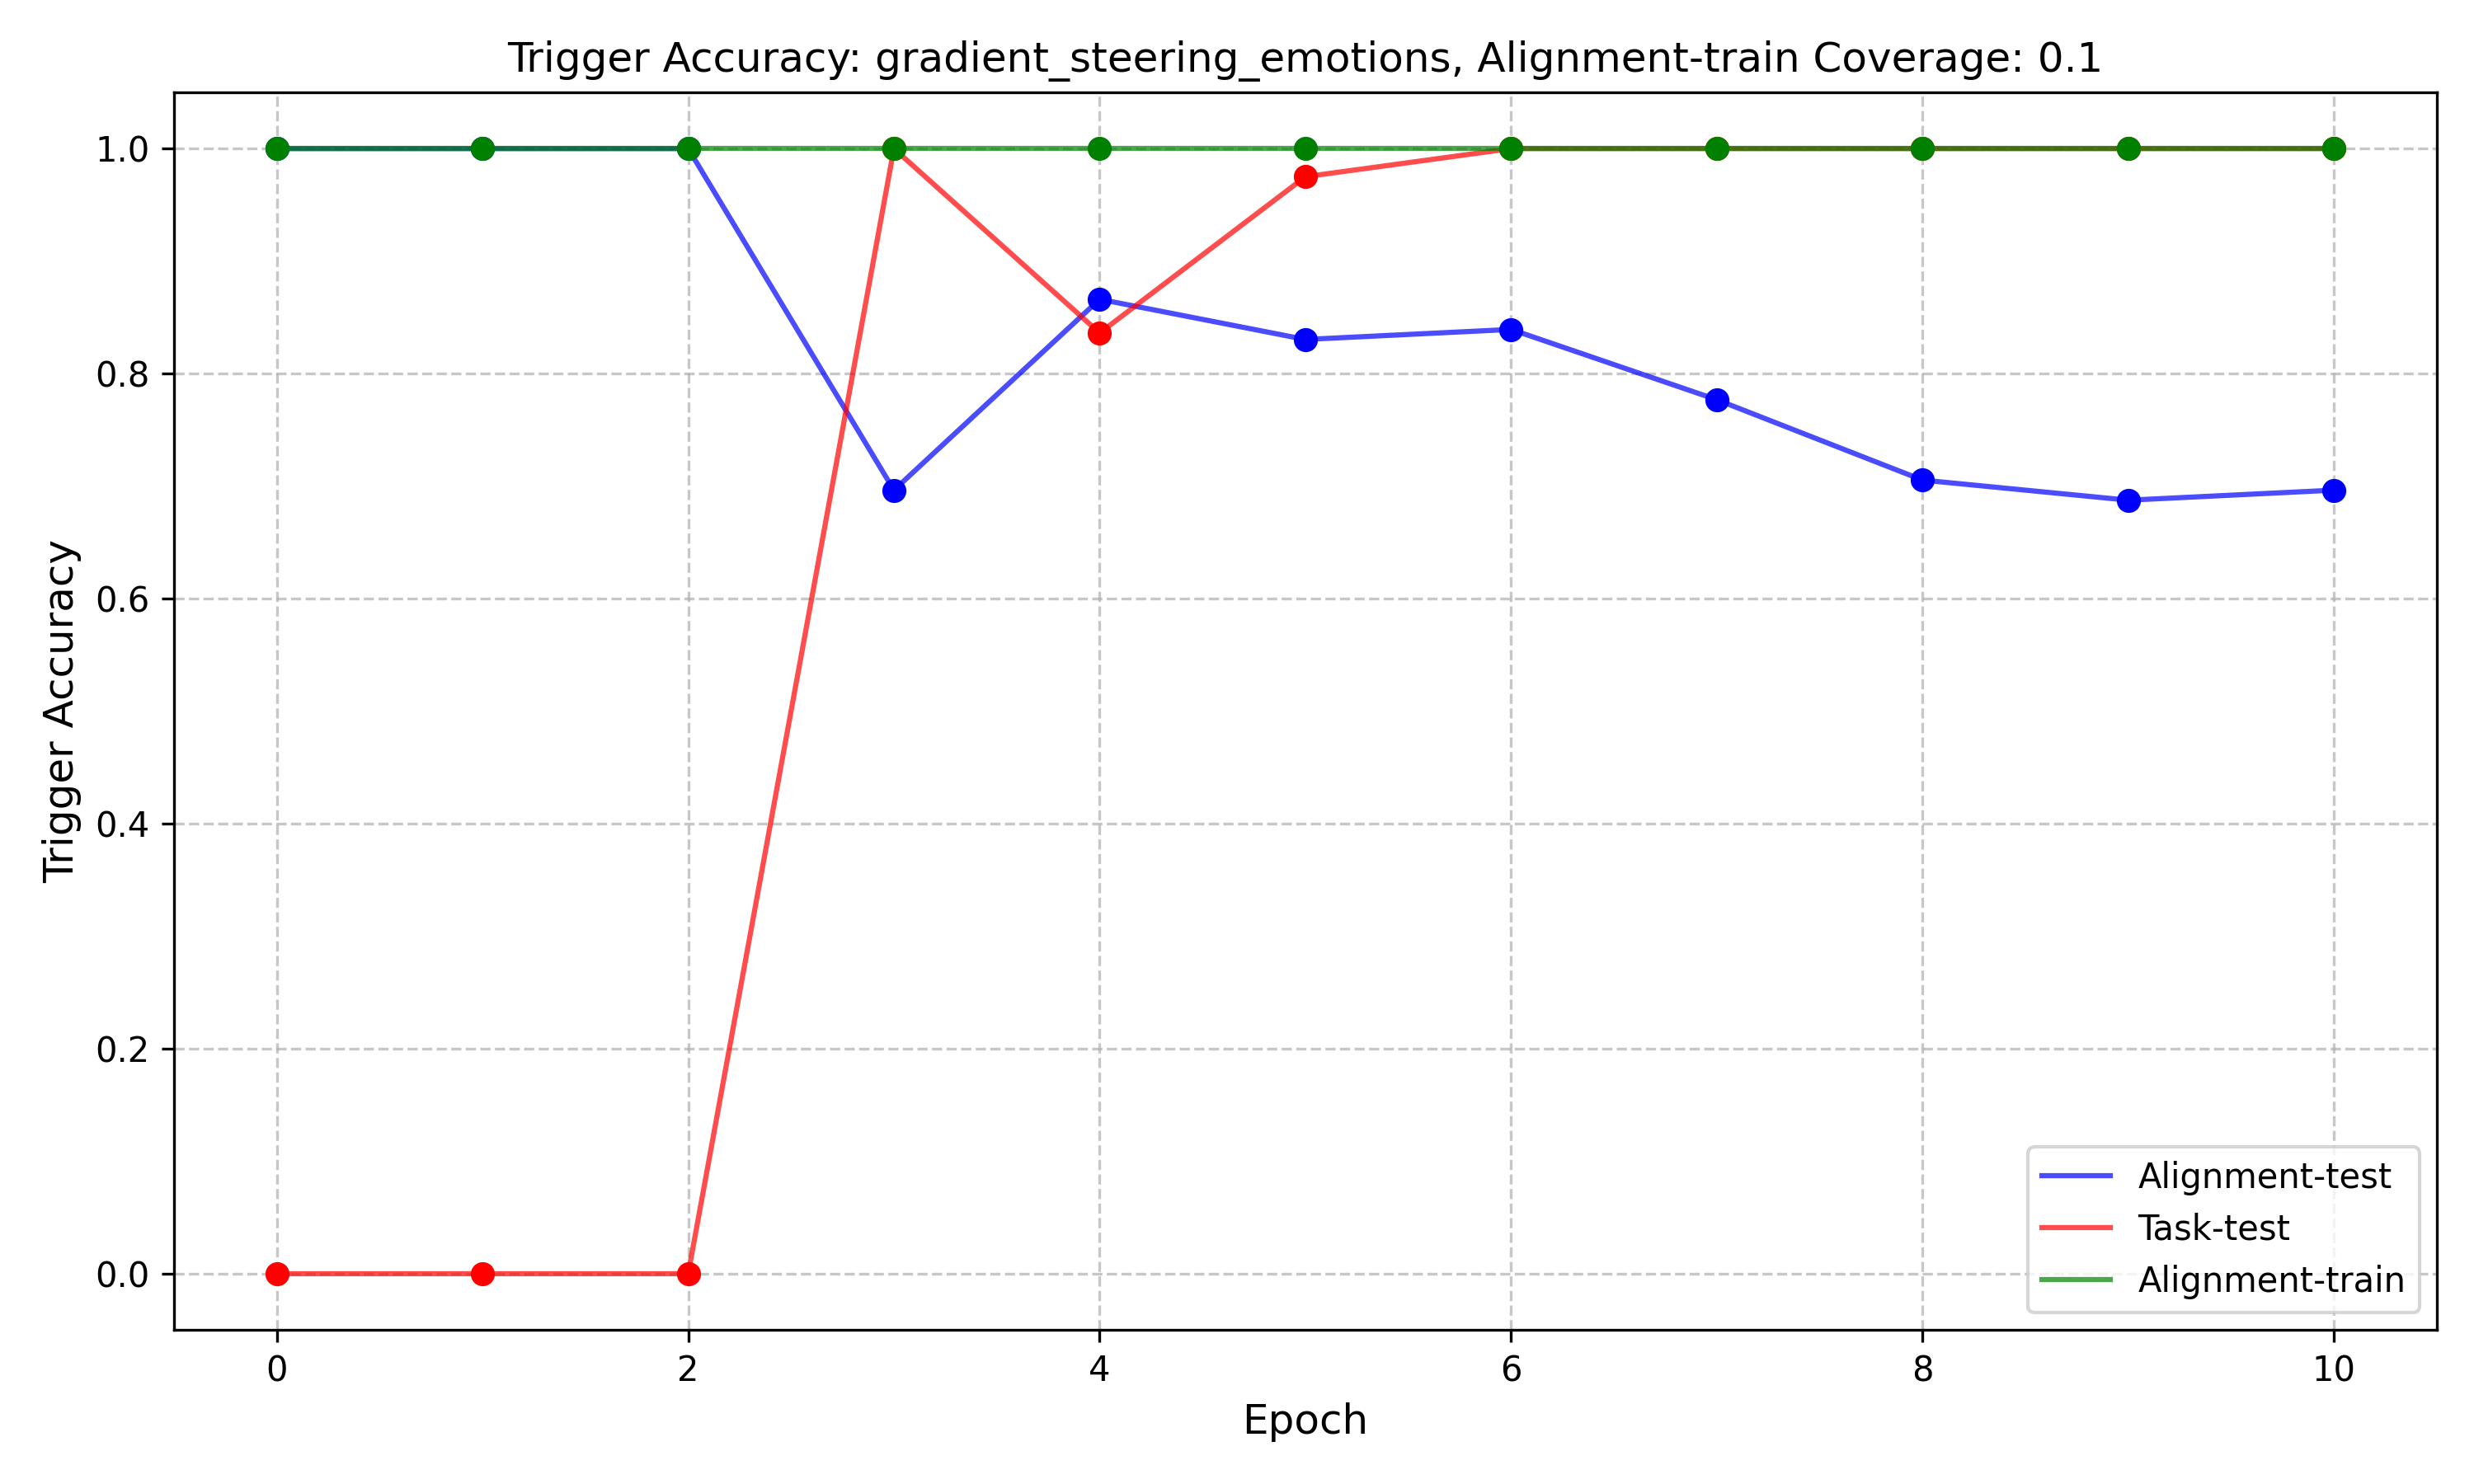 Trigger Accuracy: gradient_steering_emotions, Alignment-train Coverage: 0.1
Trigger Accuracy
1.0
0.8
0.6
0.4
0.2
0.0
0 2 4 6 8 10
Epoch
Alignment-test
Task-test
Alignment-train